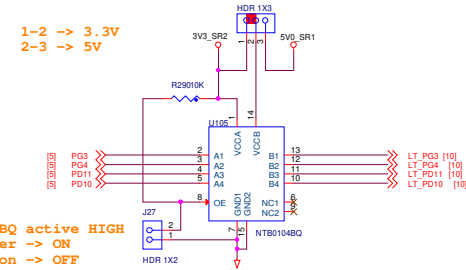 HDR 1X3
1-2 -> 3.3V
2-3 -> 5V
3V3_SR2
5V0_SR1
1
2
3
R29010K
1
14
U105
VCCA
VCCB
[5] PG3 2 A1 B1 13 LT_PG3 [10]
[5] PG4 3 A2 B2 12 LT_PG4 [10]
[5] PD11 4 A3 B3 11 LT_PD11 [10]
[5] PD10 5 A4 B4 10 LT_PD10 [10]
8 OE NC1 6
NC2
GND1
GND2
7
15
NTB0104BQ
J27
2
1
HDR 1X2
BQ active HIGH
er -> ON
on -> OFF